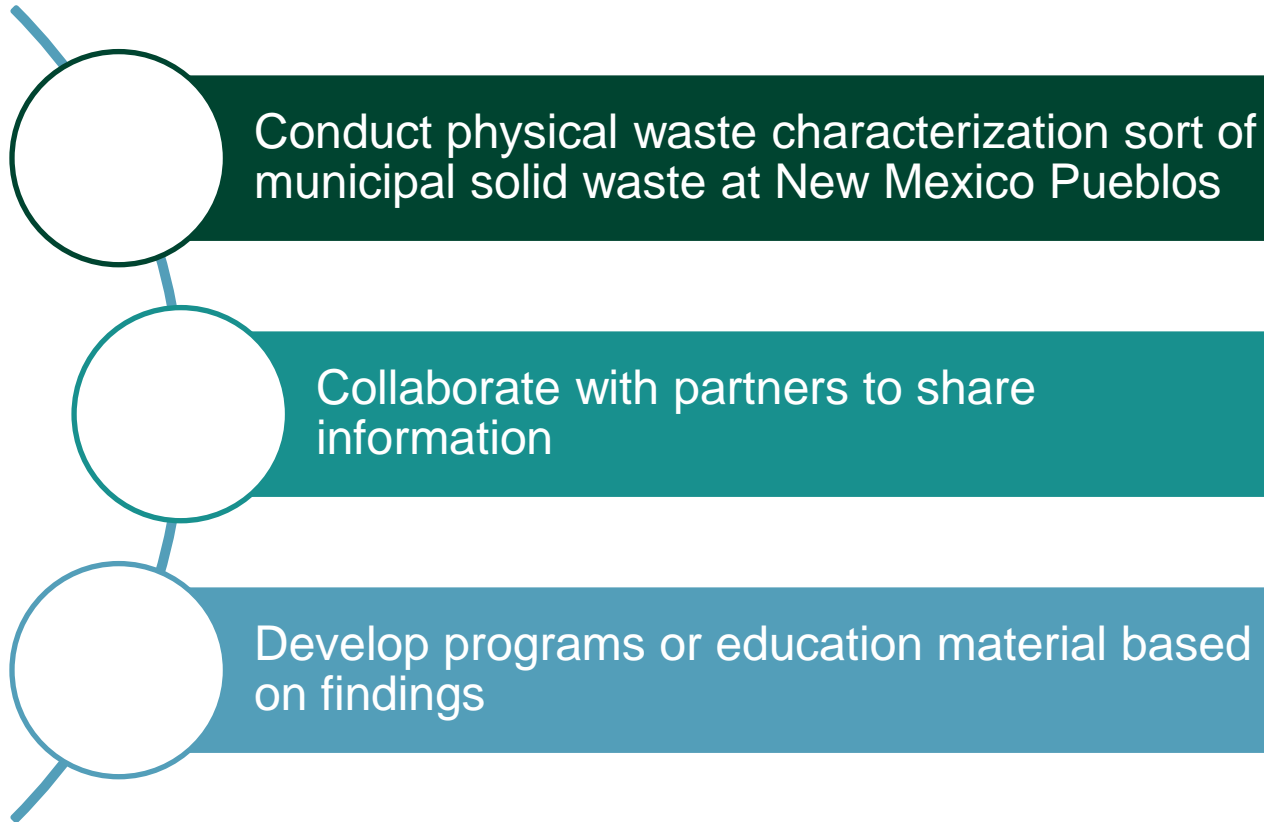 Conduct physical waste characterization sort of
municipal solid waste at New Mexico Pueblos
Collaborate with partners to share
information
Develop programs or education material based
on findings